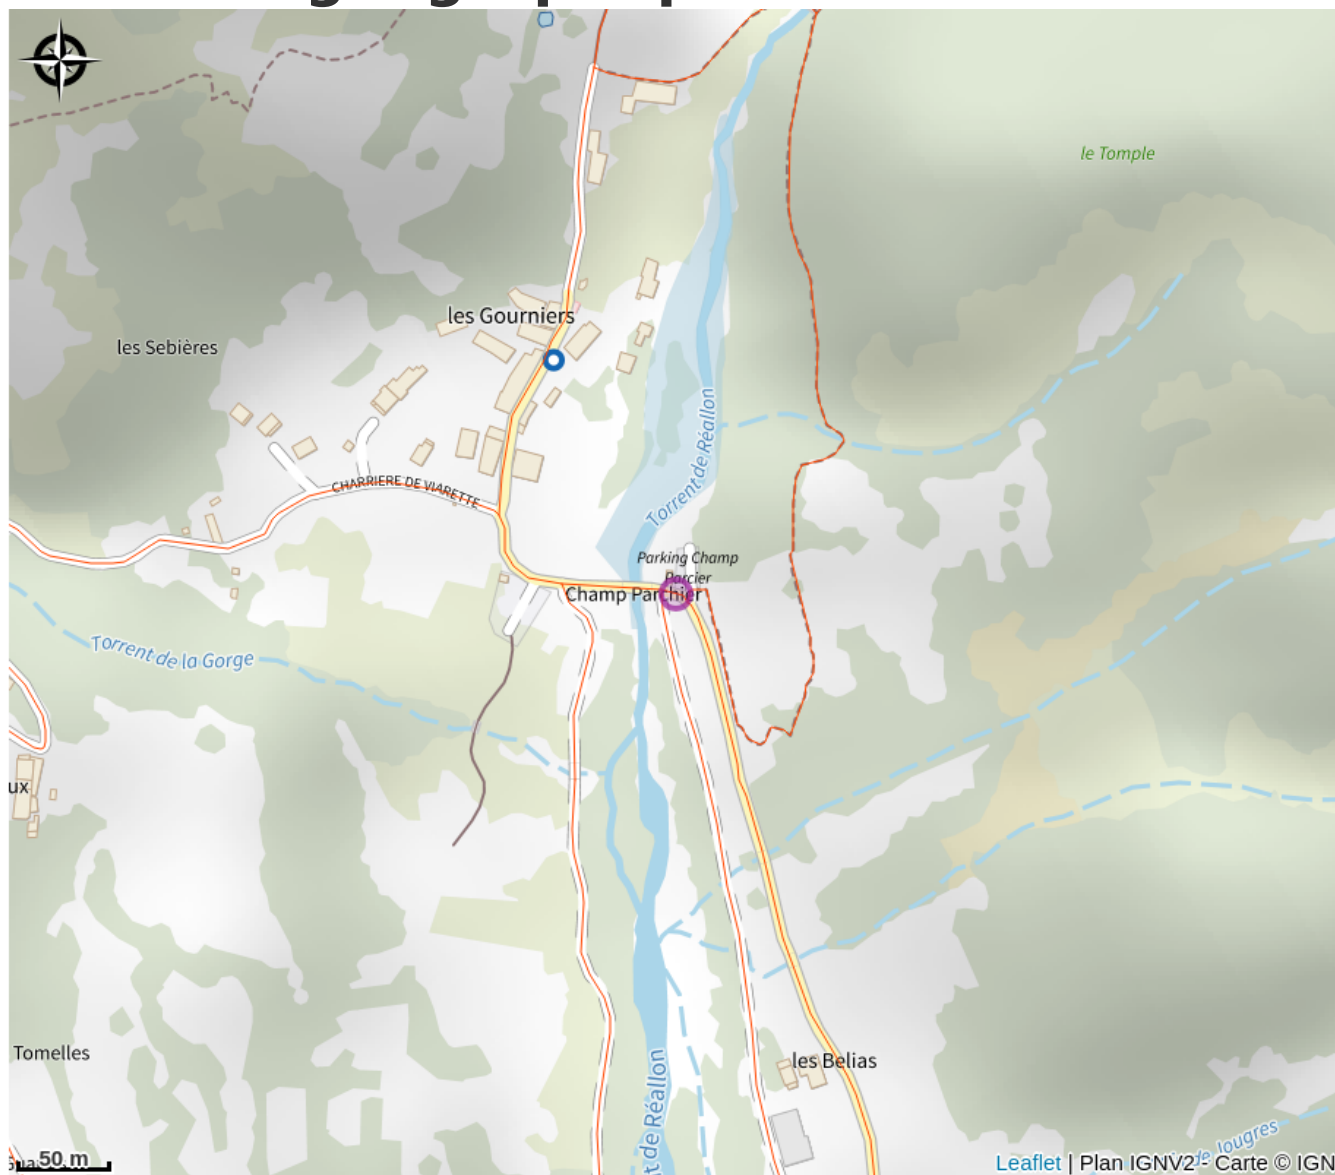 le Tomple
les Gourniers
les Sebières
Torrent de Réallon
CHARRIERE DE VIARETTE
Parking Champ
Parcier
Champ Parchier
Torrent de la Gorge
ux
Tomelles
les Belias
t de Réallon
50 m
Leaflet | Plan IGNV2 - Carte © IGN